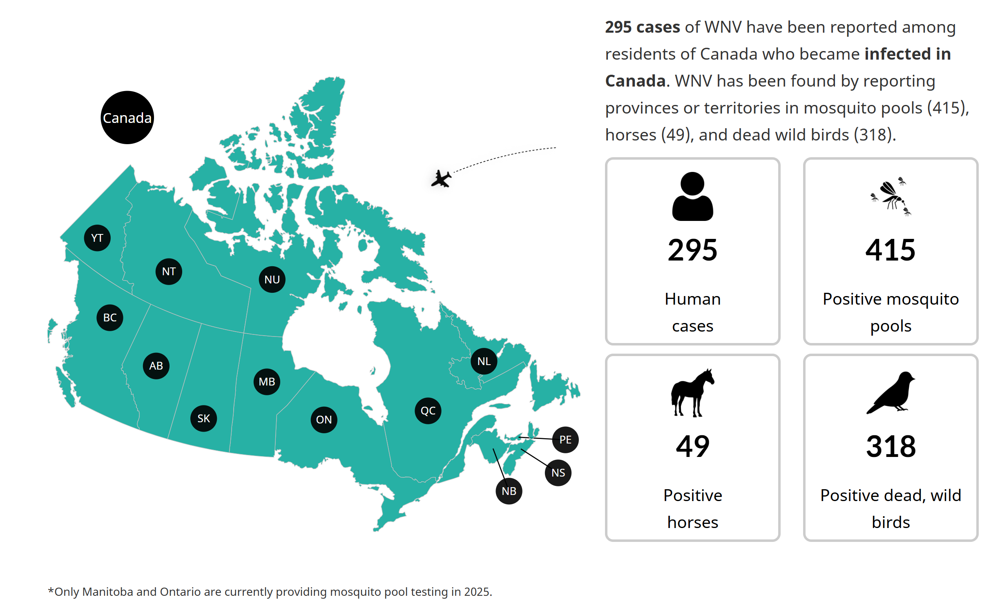 295 cases of WNV have been reported among
residents of Canada who became infected in
Canada. WNV has been found by reporting
provinces or territories in mosquito pools (415),
horses (49), and dead wild birds (318).
Canada
YT
NT
NU
BC
AB
SK
MB
ON
QC
NL
PE
NS
NB
295
Human
cases
415
Positive mosquito
pools
49
Positive
horses
318
Positive dead, wild
birds
*Only Manitoba and Ontario are currently providing mosquito pool testing in 2025.